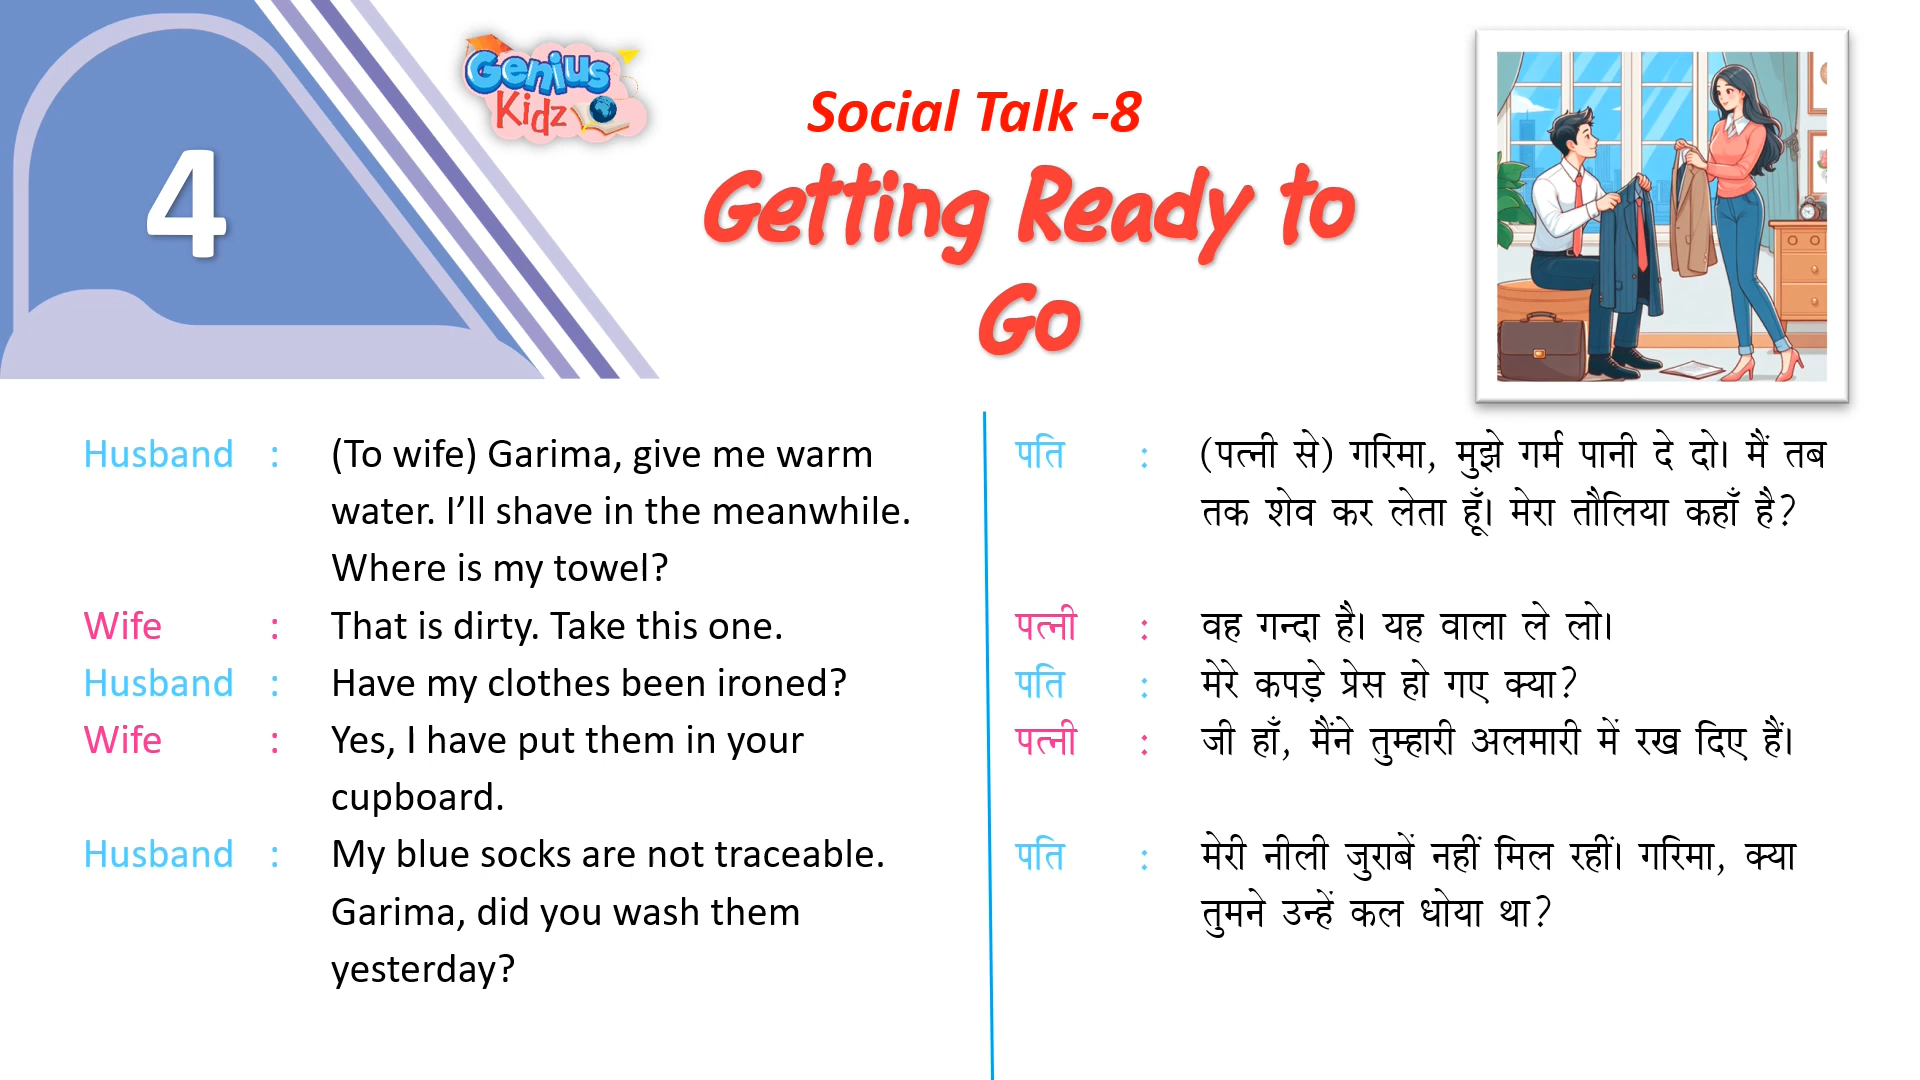 4
Genius
Kidz
Social Talk -8
Getting Ready to
Go
Husband : (To wife) Garima, give me warm
water. I’ll shave in the meanwhile.
Where is my towel?
Wife : That is dirty. Take this one.
Husband : Have my clothes been ironed?
Wife : Yes, I have put them in your
cupboard.
Husband : My blue socks are not traceable.
Garima, did you wash them
yesterday?
पति : (पत्नी से) गरिमा, मुझे गर्म पानी दे दो। मैं तब
तक शेव कर लेता हूँ। मेरा तौलिया कहाँ है?
पत्नी : वह गन्दा है। यह वाला ले लो।
पति : मेरे कपड़े प्रेस हो गए क्या?
पत्नी : जी हाँ, मैंने तुम्हारी अलमारी में रख दिए हैं।
पति : मेरी नीली जुराबें नहीं मिल रहीं। गरिमा, क्या
तुमने उन्हें कल धोया था?